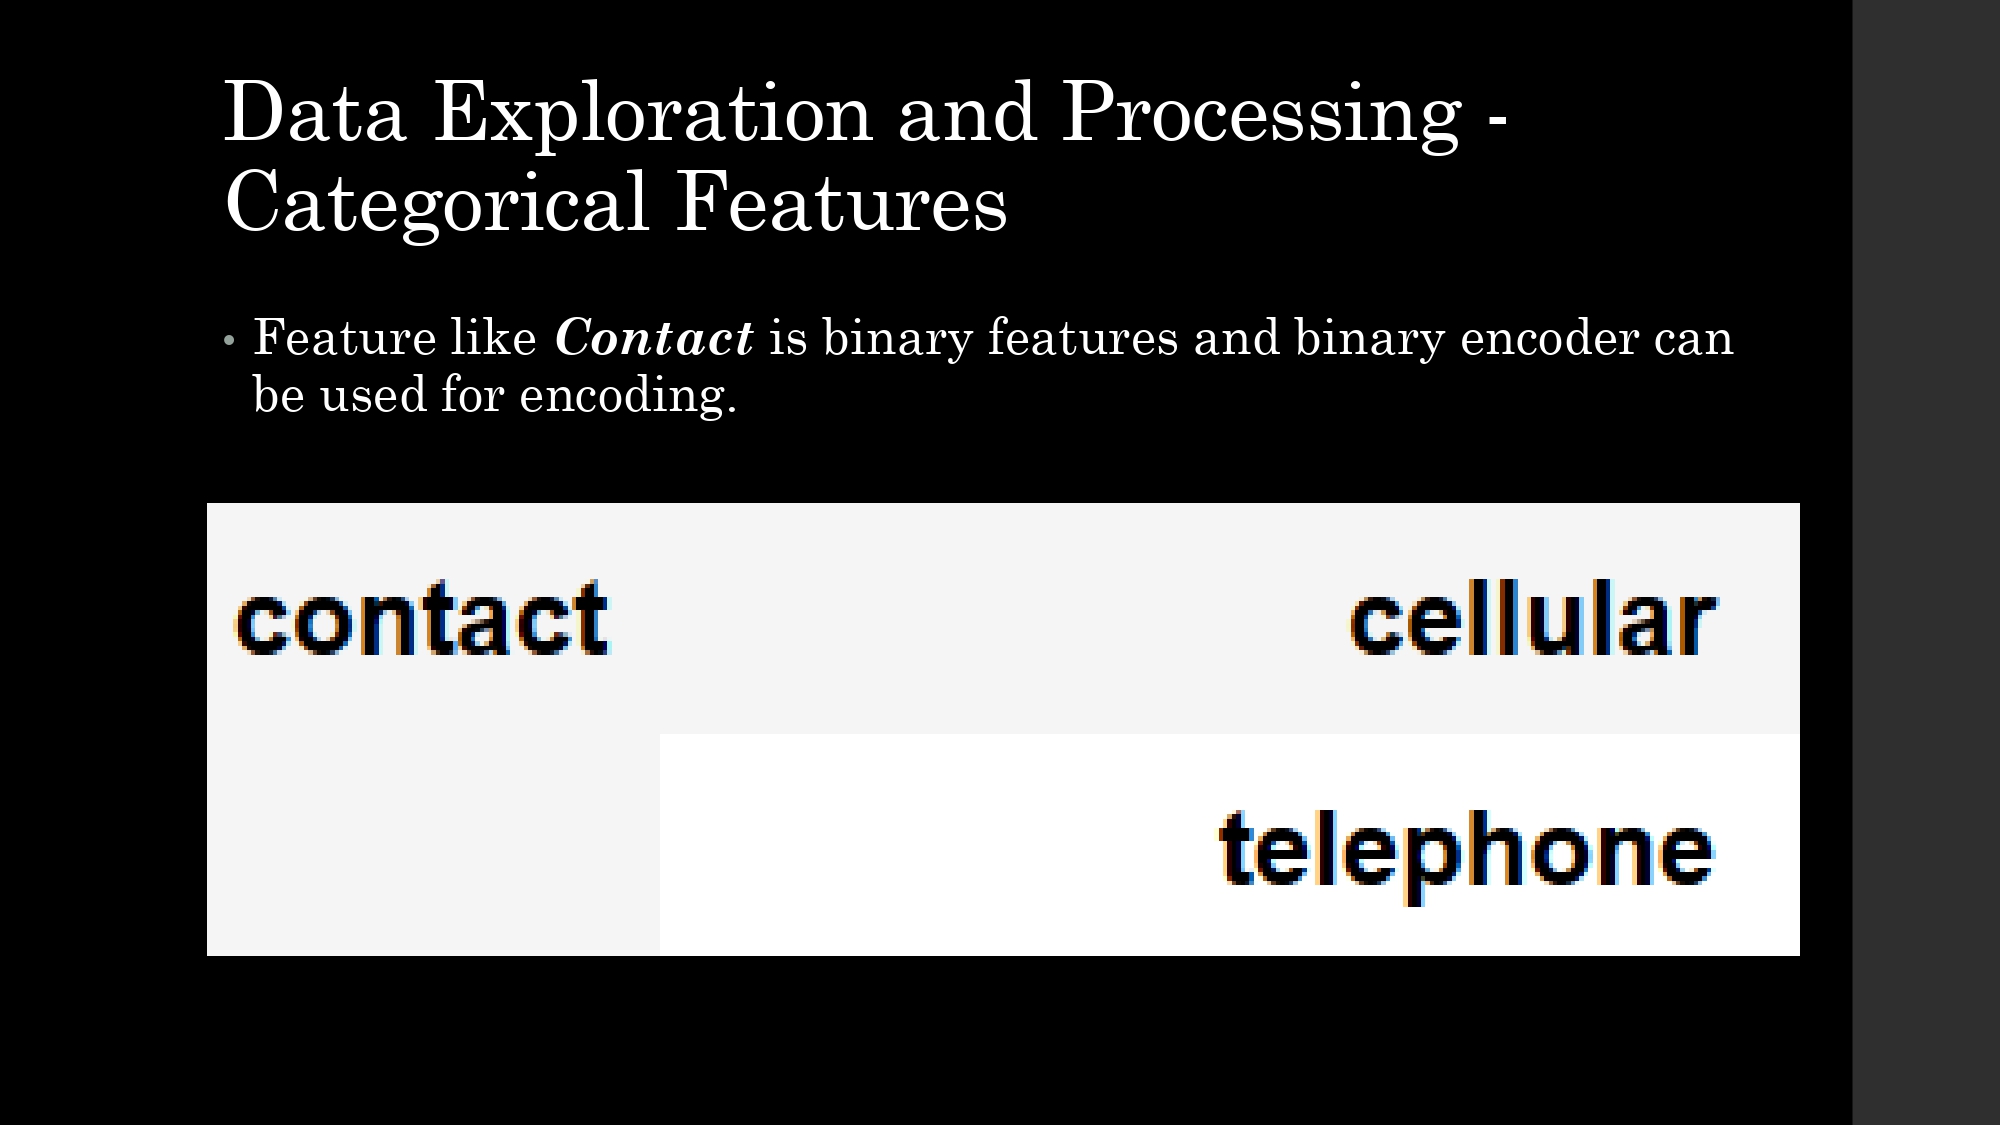 Data Exploration and Processing -
Categorical Features
• Feature like Contact is binary features and binary encoder can
be used for encoding.
contact cellular
telephone